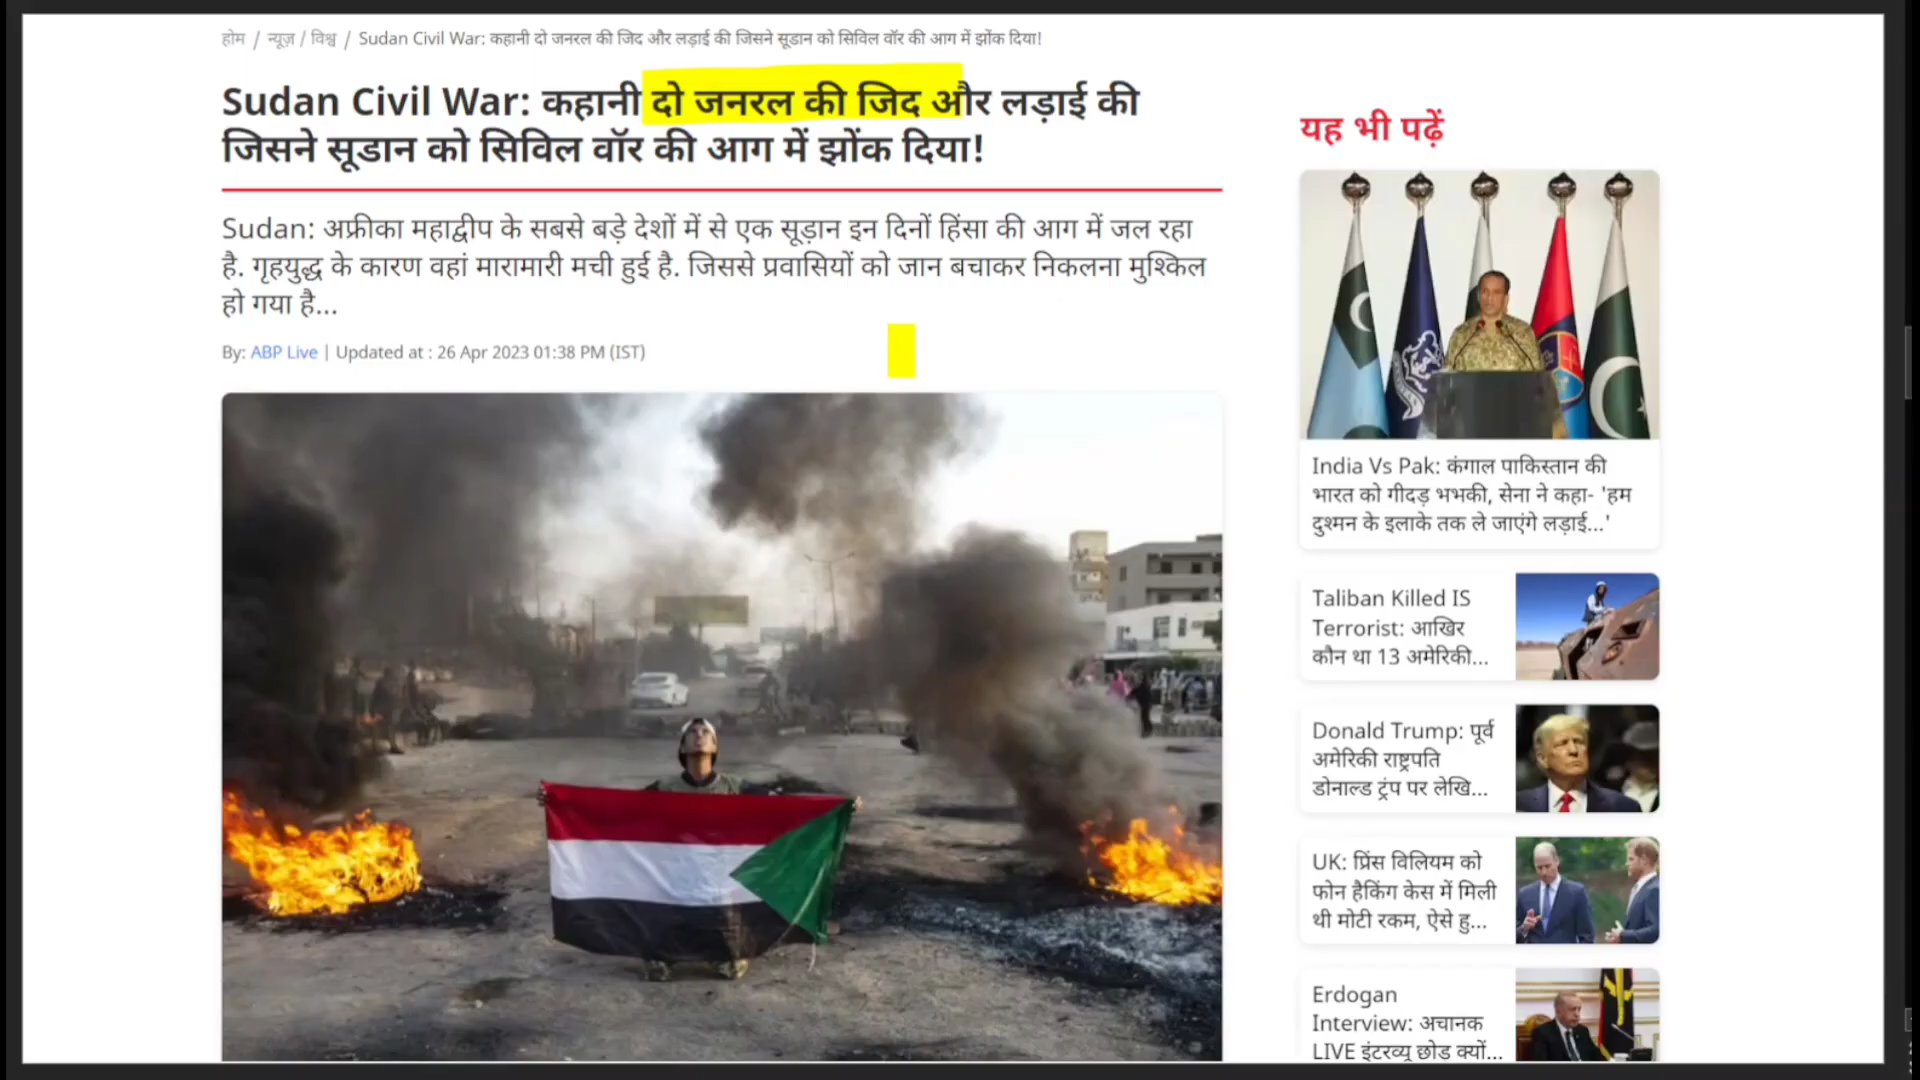 होम / न्यूज़ / विश्व / Sudan Civil War: कहानी दो जनरल की जिद और लड़ाई की जिसने सूडान को सिविल वॉर की आग में झोंक दिया!
Sudan Civil War: कहानी दो जनरल की जिद और लड़ाई की
जिसने सूडान को सिविल वॉर की आग में झोंक दिया!
Sudan: अफ्रीका महाद्वीप के सबसे बड़े देशों में से एक सूड़ान इन दिनों हिंसा की आग में जल रहा
है. गृहयुद्ध के कारण वहां मारामारी मची हुई है. जिससे प्रवासियों को जान बचाकर निकलना मुश्किल
हो गया है...
By: ABP Live | Updated at : 26 Apr 2023 01:38 PM (IST)
यह भी पढ़ें
India Vs Pak: कंगाल पाकिस्तान की
भारत को गीदड़ भभकी, सेना ने कहा- 'हम
दुश्मन के इलाके तक ले जाएंगे लड़ाई...'
Taliban Killed IS
Terrorist: आखिर
कौन था 13 अमेरिकी...
Donald Trump: पूर्व
अमेरिकी राष्ट्रपति
डोनाल्ड ट्रंप पर लेखि...
UK: प्रिंस विलियम को
फोन हैकिंग केस में मिली
थी मोटी रकम, ऐसे हु...
Erdogan
Interview: अचानक
LIVE इंटरव्यू छोड़ क्यों...